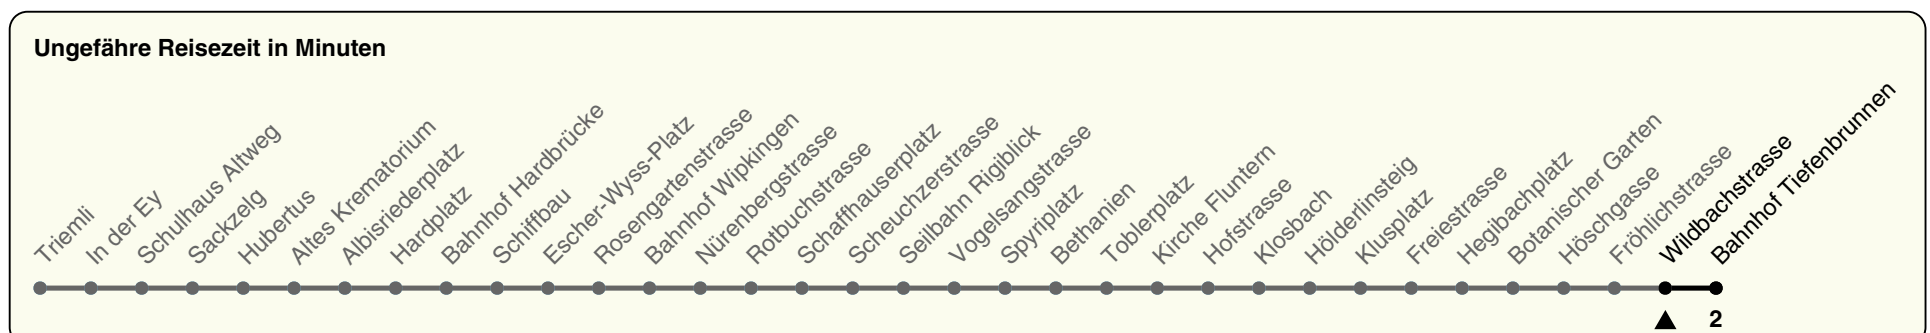 Ungefähre Reisezeit in Minuten
Triemli
In der Ey
Schulhaus Altweg
Sackzelg
Hubertus
Altes Krematorium
Albisriederplatz
Hardplatz
Bahnhof Hardbrücke
Schiffbau
Escher-Wyss-Platz
Rosengartenstrasse
Bahnhof Wipkingen
Nürenbergstrasse
Rotbuchstrasse
Schaffhauserplatz
Scheuchzerstrasse
Seilbahn Rigiblick
Vogelsangstrasse
Spyriplatz
Bethanien
Toblerplatz
Kirche Fluntern
Hofstrasse
Klosbach
Hölderlinsteig
Klusplatz
Freiestrasse
Hegibachplatz
Botanischer Garten
Höschgasse
Fröhlichstrasse
Wildbachstrasse
Bahnhof Tiefenbrunnen
2